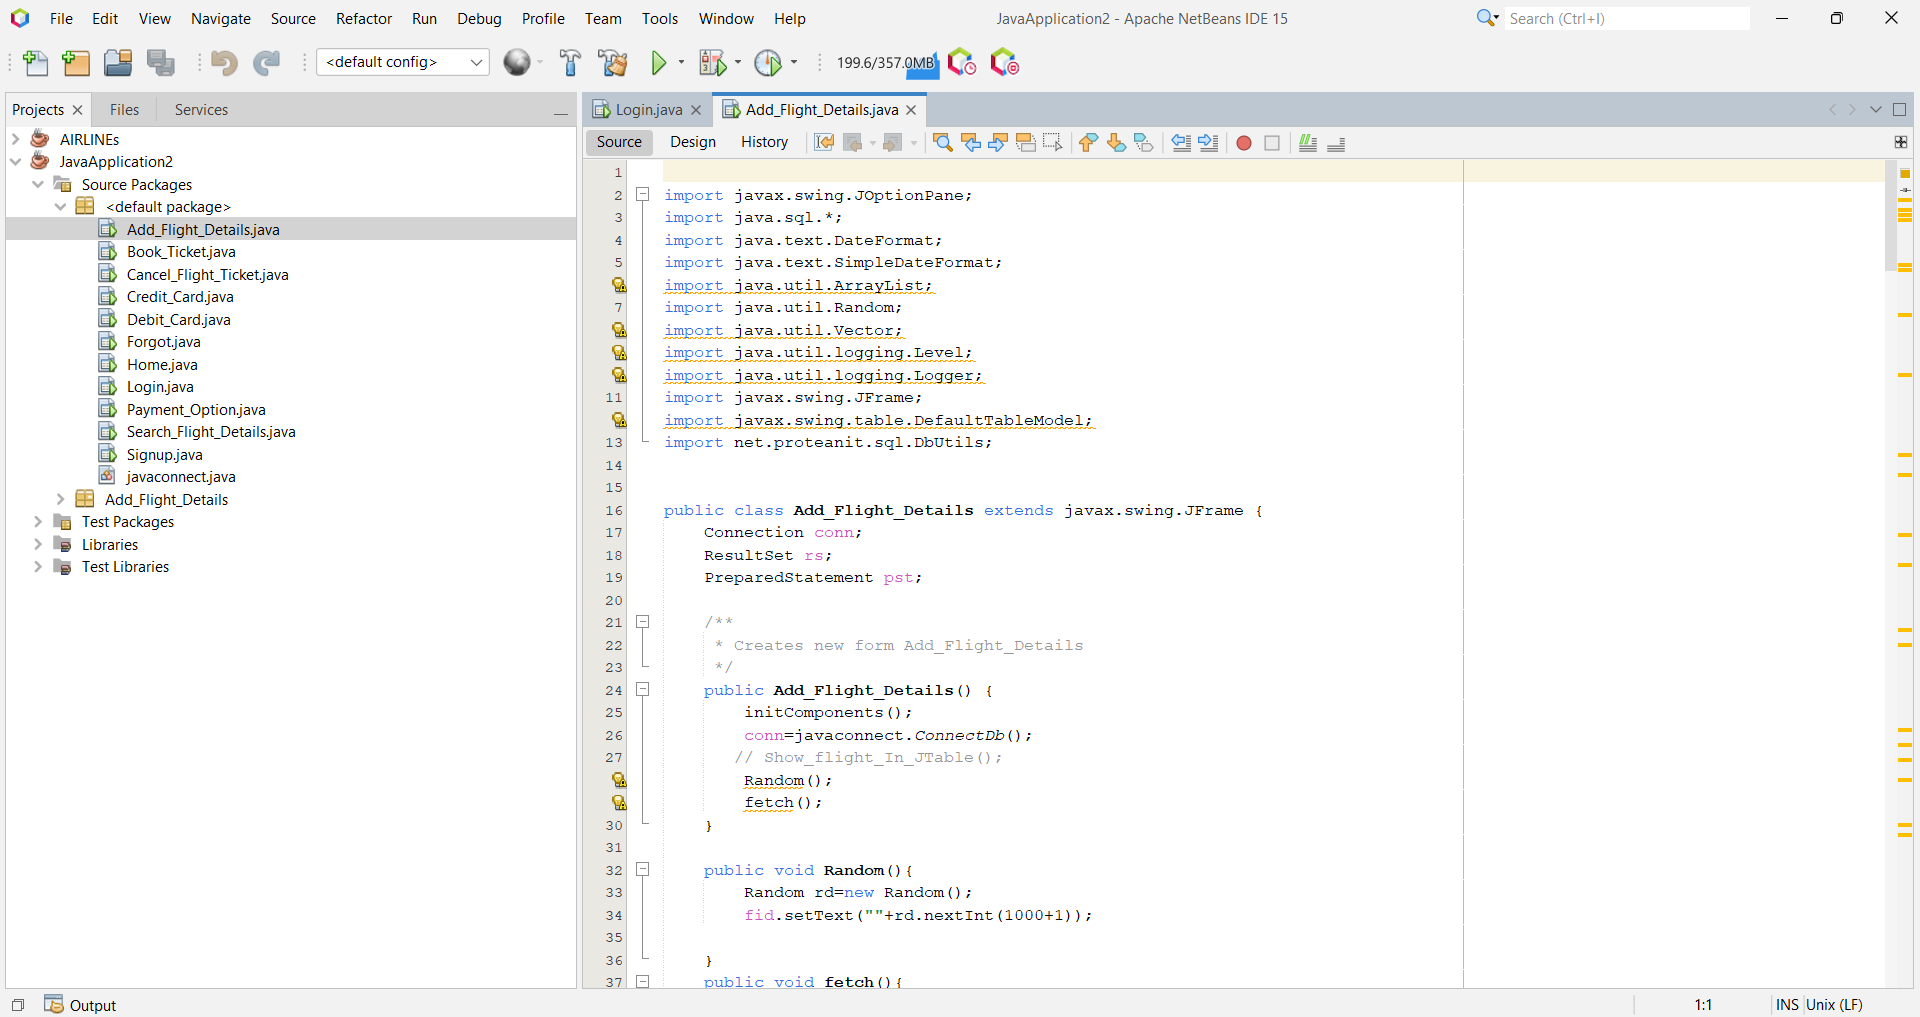 File Edit View Navigate Source Refactor Run Debug Profile Team Tools Window Help
JavaApplication2 - Apache NetBeans IDE 15
Search (Ctrl+I)
<default config>
199.6/357.0MB
Projects Files Services
AIRLINEs
JavaApplication2
Source Packages
<default package>
Add_Flight_Details.java
Book_Ticket.java
Cancel_Flight_Ticket.java
Credit_Card.java
Debit_Card.java
Forgot.java
Home.java
Login.java
Payment_Option.java
Search_Flight_Details.java
Signup.java
javaconnect.java
Add_Flight_Details
Test Packages
Libraries
Test Libraries
Login.java Add_Flight_Details.java
Source Design History
1
2 import javax.swing.JOptionPane;
3 import java.sql.*;
4 import java.text.DateFormat;
5 import java.text.SimpleDateFormat;
import java.util.ArrayList;
7 import java.util.Random;
import java.util.Vector;
import java.util.logging.Level;
import java.util.logging.Logger;
11 import javax.swing.JFrame;
import javax.swing.table.DefaultTableModel;
13 import net.proteanit.sql.DbUtils;
14
15
16 public class Add_Flight_Details extends javax.swing.JFrame {
17 Connection conn;
18 ResultSet rs;
19 PreparedStatement pst;
20
21 /**
22 * Creates new form Add_Flight_Details
23 */
24 public Add_Flight_Details() {
25 initComponents();
26 conn=javaconnect.ConnectDb();
27 // Show_flight_In_JTable();
Random();
fetch();
30 }
31
32 public void Random(){
33 Random rd=new Random();
34 fid.setText(""+rd.nextInt(1000+1));
35
36 }
37 public void fetch(){
Output
1:1 INS Unix (LF)